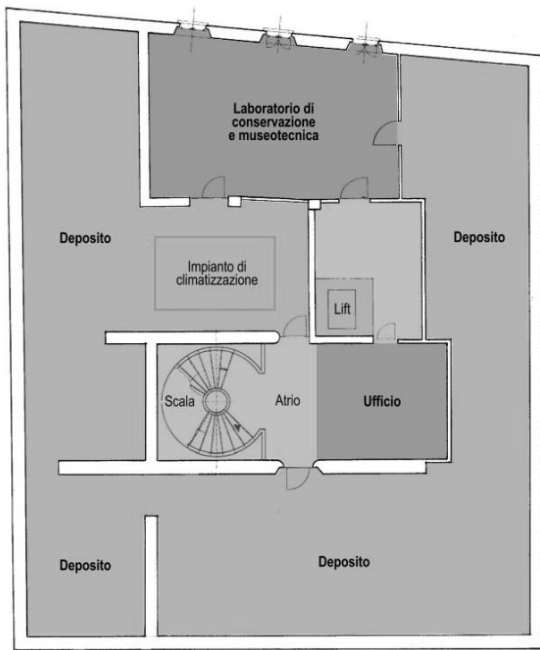 Laboratorio di
conservazione
e museotecnica
Deposito
Deposito
Impianto di
climatizzazione
Lift
Scala
Atrio
Ufficio
Deposito
Deposito